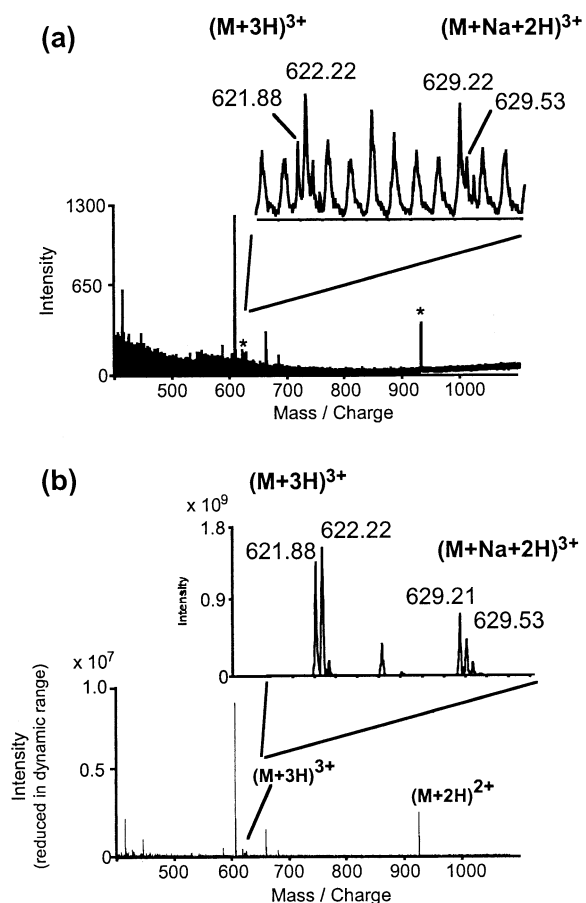 (a)
(M+3H)3+
(M+Na+2H)3+
622.22
621.88
629.22
629.53
1300
650
0
Intensity
*
*
500 600 700 800 900 1000
Mass / Charge
(b)
(M+3H)3+
x 10^9
1.8
0.9
0
Intensity
622.22
621.88
(M+Na+2H)3+
629.21
629.53
x 10^7
1.0
0.5
0
Intensity
(reduced in dynamic range)
(M+3H)3+
(M+2H)2+
500 600 700 800 900 1000
Mass / Charge